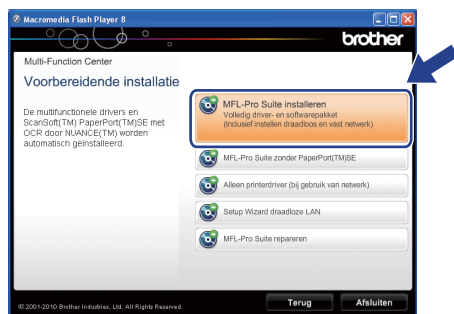 Macromedia Flash Player 8
brother
Multi-Function Center
Voorbereidende installatie
De multifunctionele drivers en
ScanSoft(TM) PaperPort(TM)SE met
OCR door NUANCE(TM) worden
automatisch geïnstalleerd.
MFL-Pro Suite installeren
Volledig driver- en softwarepakket
(Inclusief instellen draadloos en vast netwerk)
MFL-Pro Suite zonder PaperPort(TM)SE
Alleen printerdriver (bij gebruik van netwerk)
Setup Wizard draadloze LAN
MFL-Pro Suite repareren
© 2001-2010 Brother Industries, Ltd. All Rights Reserved.
Terug
Afsluiten